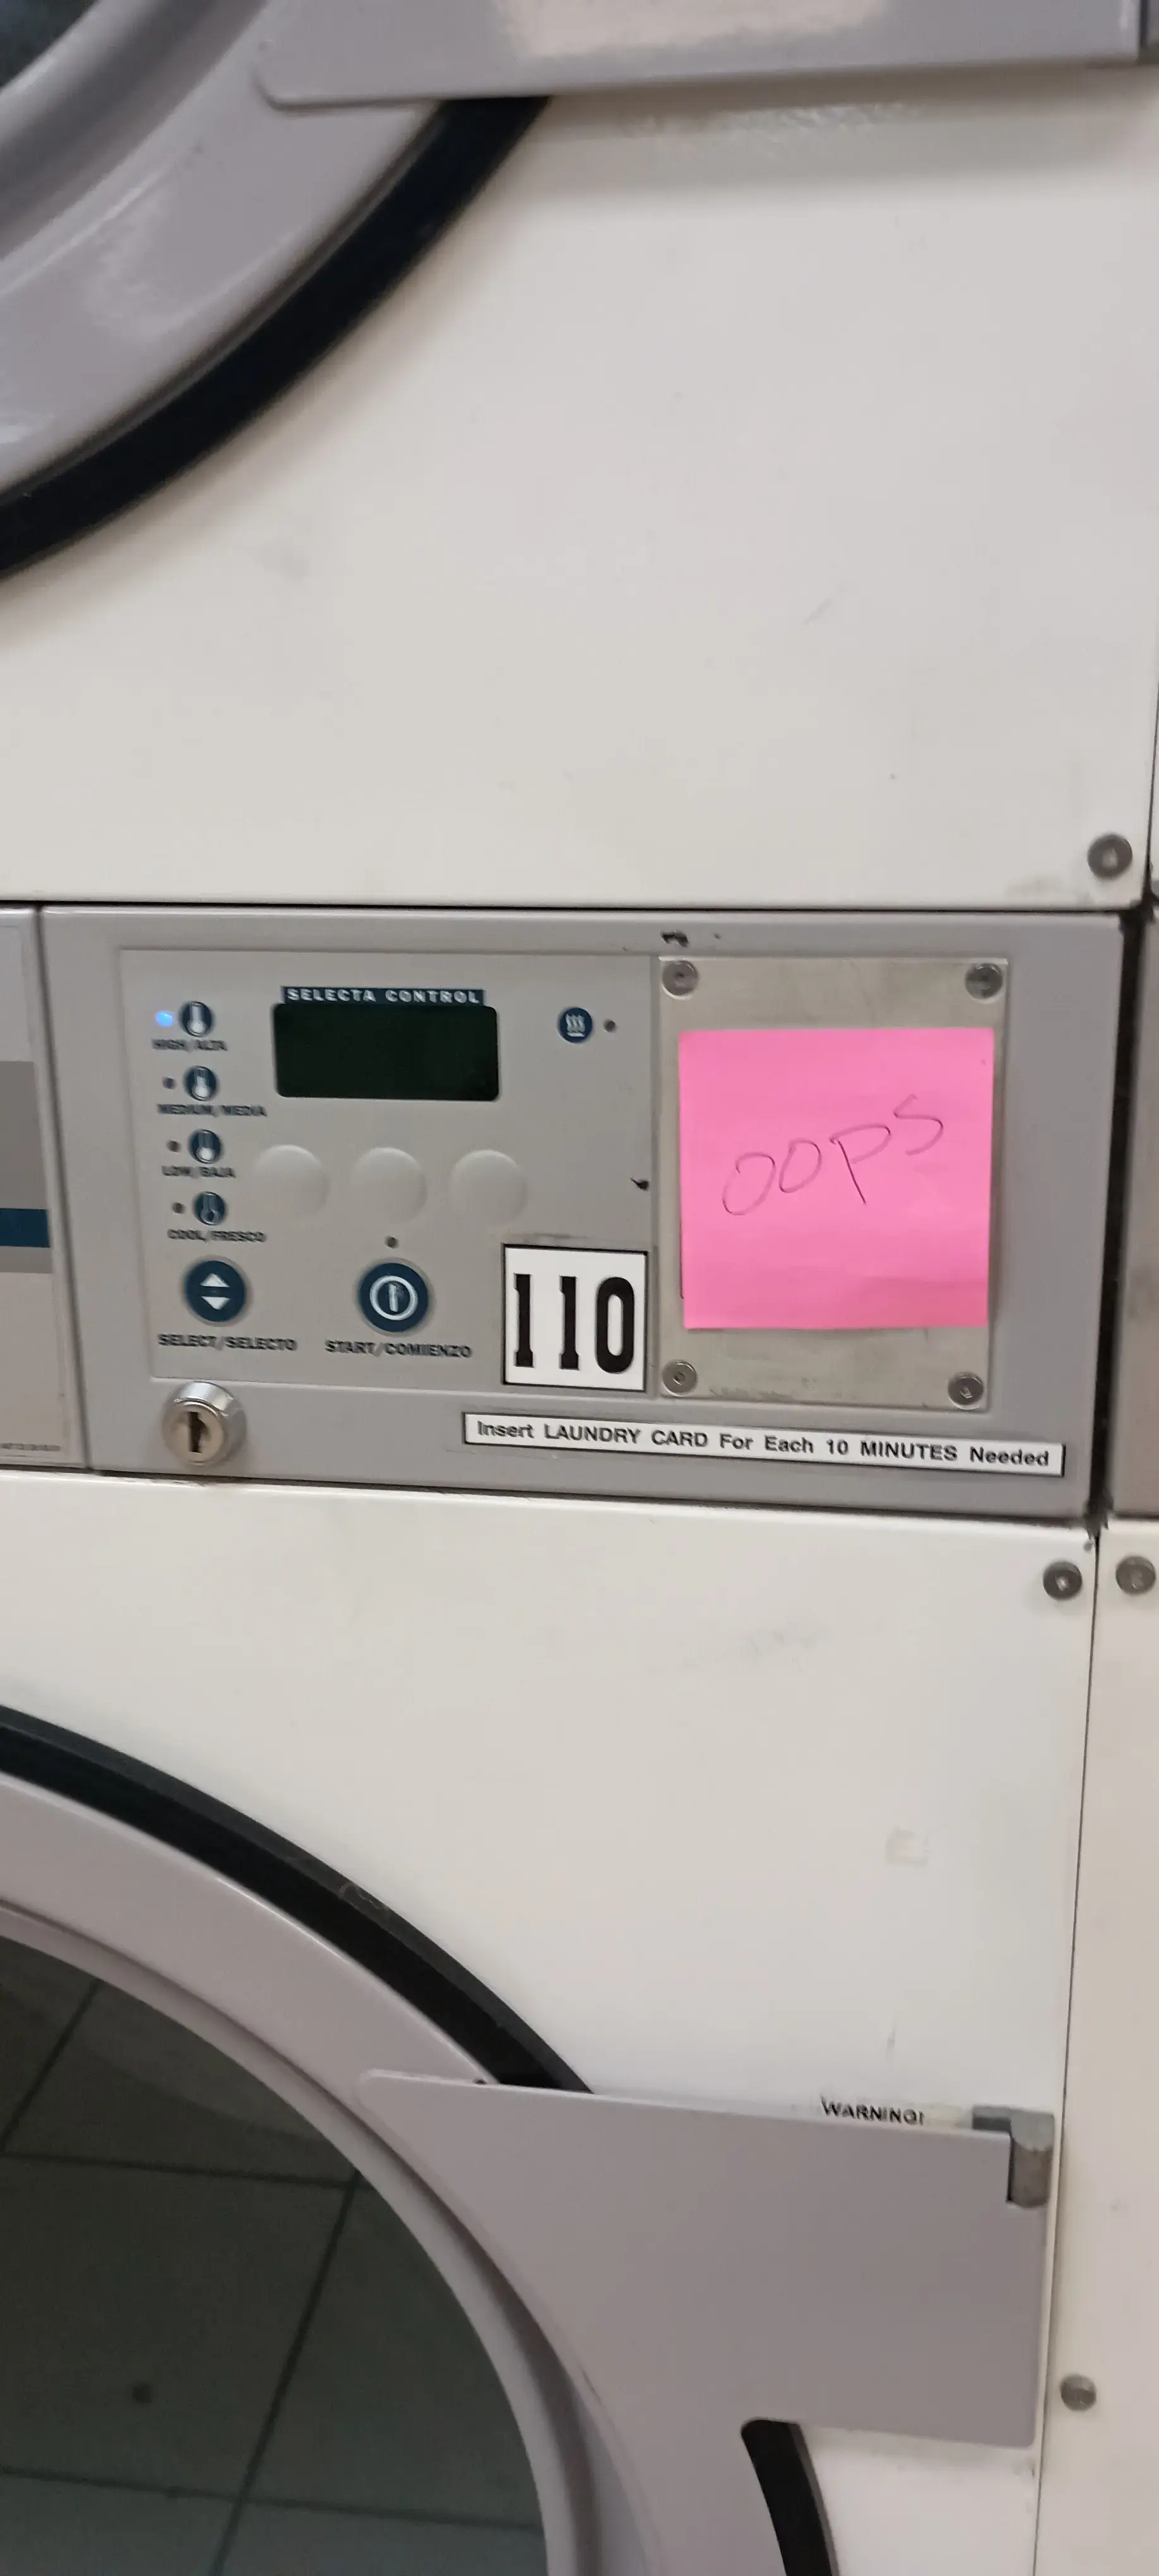 SELECTA CONTROL
HIGH/ALTA
MEDIUM/MEDIA
LOW/BAJA
COOL/FRESCO
SELECT/SELECTO
START/COMIENZO
110
OOPS
Insert LAUNDRY CARD For Each 10 MINUTES Needed
WARNING!